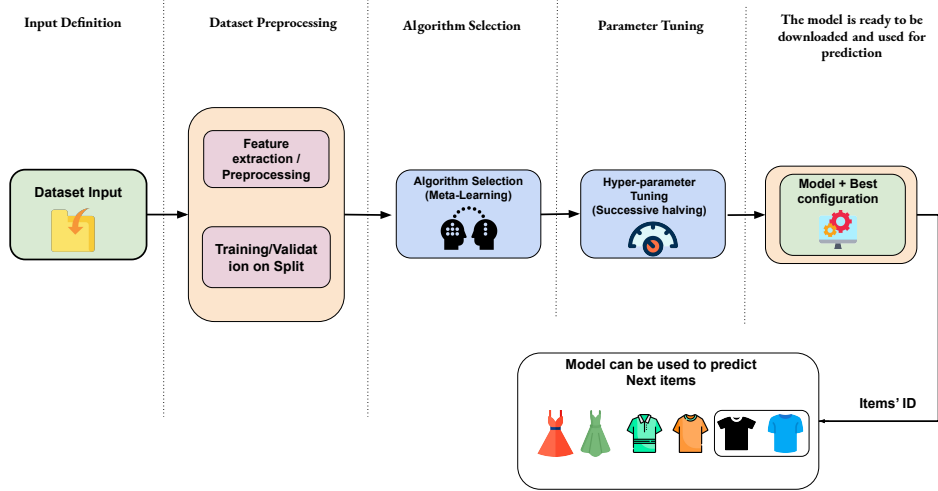 Input Definition
Dataset Preprocessing
Algorithm Selection
Parameter Tuning
The model is ready to be
downloaded and used for
prediction
Dataset Input
Feature
extraction /
Preprocessing
Training/Validat
ion on Split
Algorithm Selection
(Meta-Learning)
Hyper-parameter
Tuning
(Successive halving)
Model + Best
configuration
Model can be used to predict
Next items
Items' ID